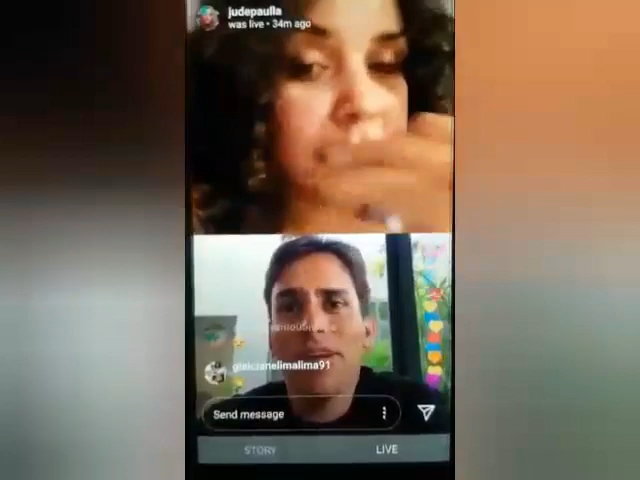 judepaulla
was live • 34m ago
gleicianelimalima91
Send message
STORY
LIVE